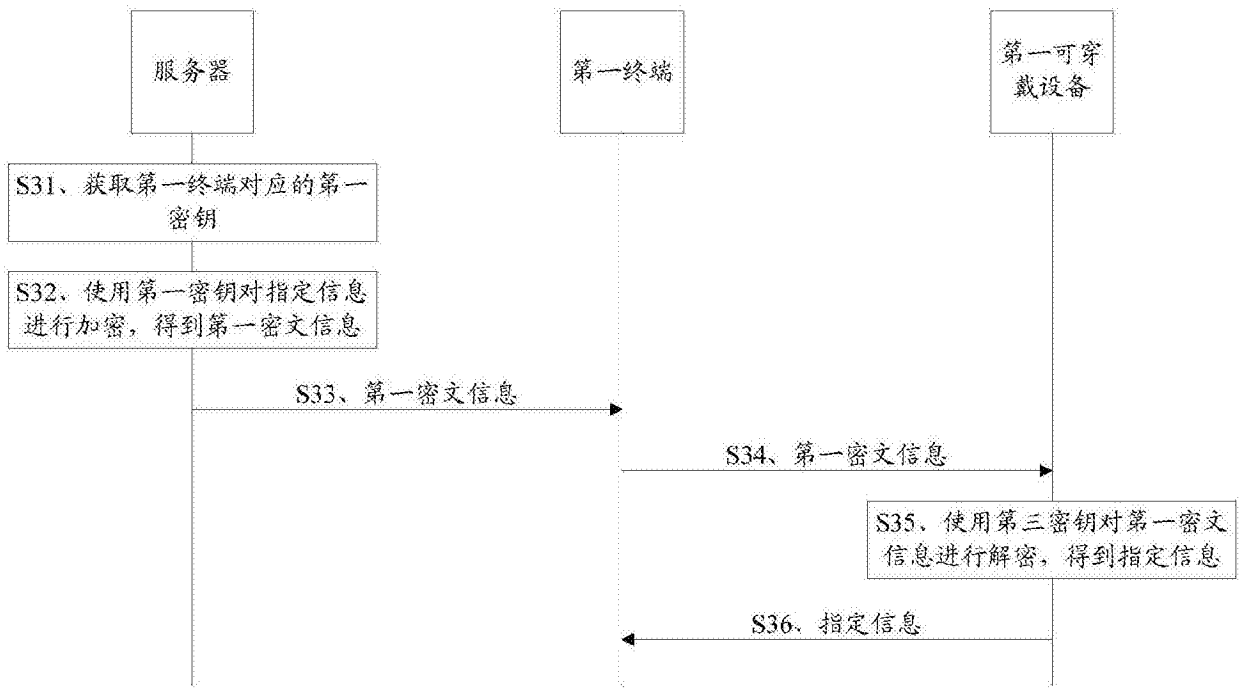 服务器
第一终端
第一可穿
戴设备
S31、获取第一终端对应的第一
密钥
S32、使用第一密钥对指定信息
进行加密，得到第一密文信息
S33、第一密文信息
S34、第一密文信息
S35、使用第三密钥对第一密文
信息进行解密，得到指定信息
S36、指定信息